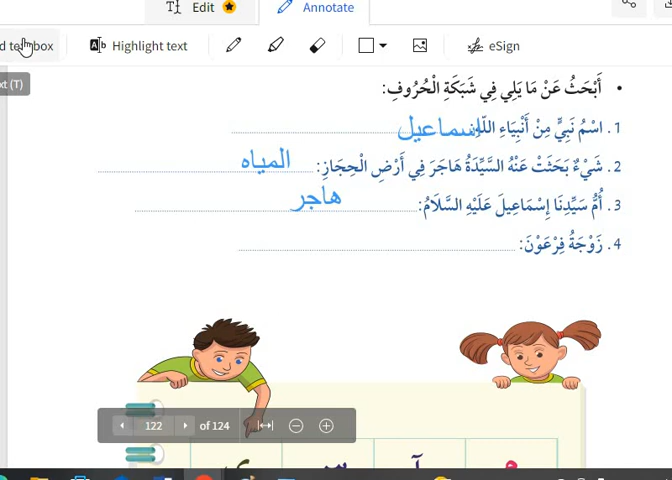 Edit
Annotate
Highlight text
eSign
• أَبْحَثُ عَنْ مَا يَلِي فِي شَبَكَةِ الْحُرُوفِ:
1. اسْمُ نَبِيٍّ مِنْ أَنْبِيَاءِ اللّٰهِ: إسماعيل
2. شَيْءٌ بَحَثَتْ عَنْهُ السَّيِّدَةُ هَاجَرَ فِي أَرْضِ الْحِجَازِ: المياه
3. أُمُّ سَيِّدِنَا إِسْمَاعِيلَ عَلَيْهِ السَّلَامُ: هاجر
4. زَوْجَةُ فِرْعَوْنَ:
122 of 124